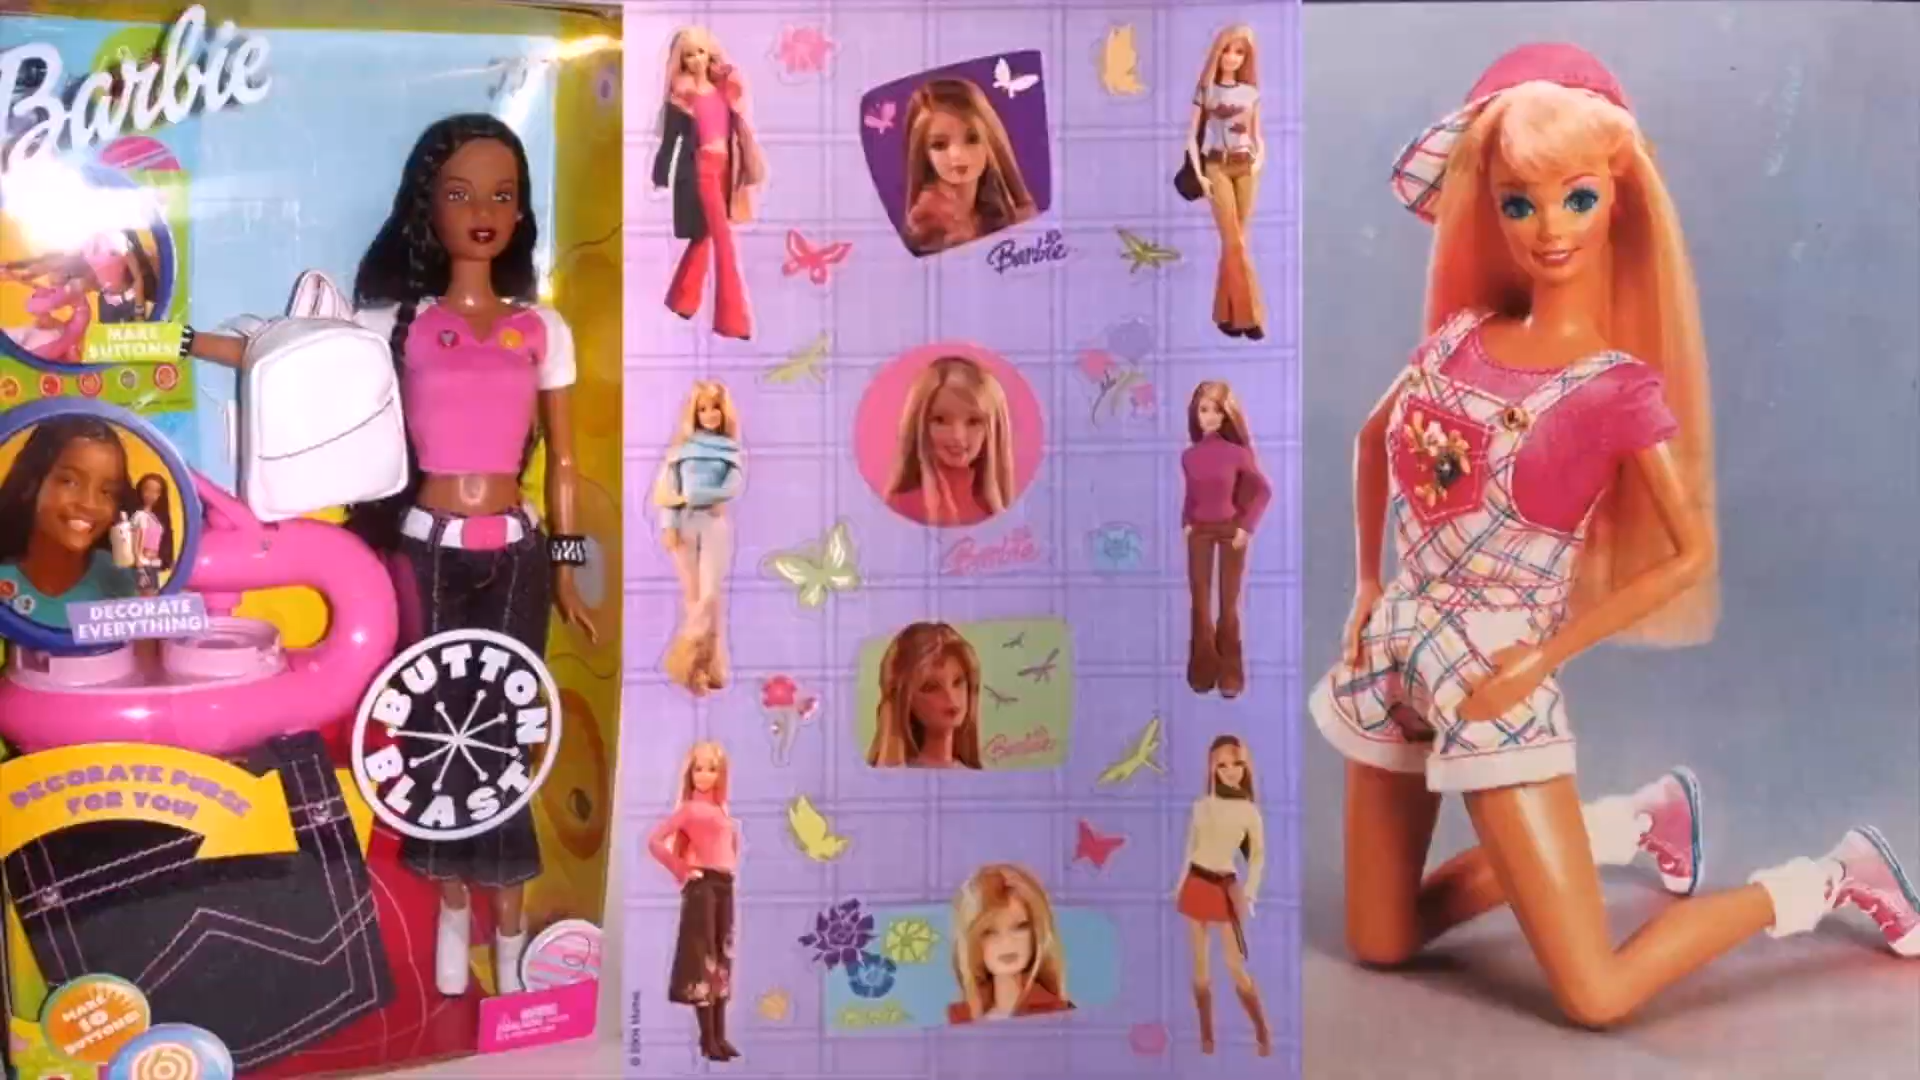 Barbie
MAKE
BUTTONS!
DECORATE
EVERYTHING!
BUTTON
BLAST
DECORATE PURSE
FOR YOU!
MAKE
10
BUTTONS!
Barbie
Barbie
Barbie